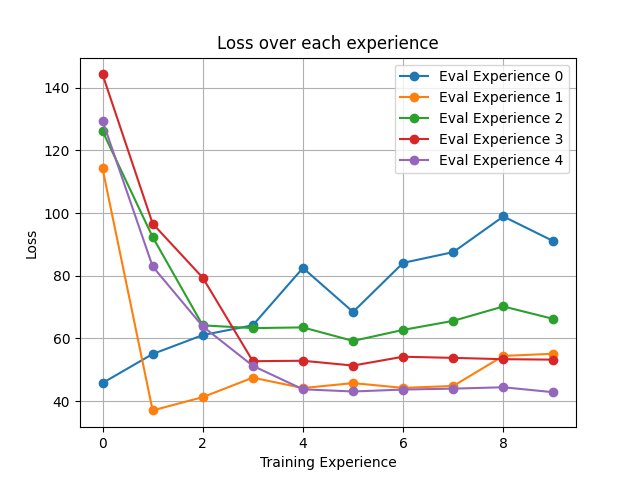 Loss over each experience
Loss
140
120
100
80
60
40
Eval Experience 0
Eval Experience 1
Eval Experience 2
Eval Experience 3
Eval Experience 4
0 2 4 6 8
Training Experience